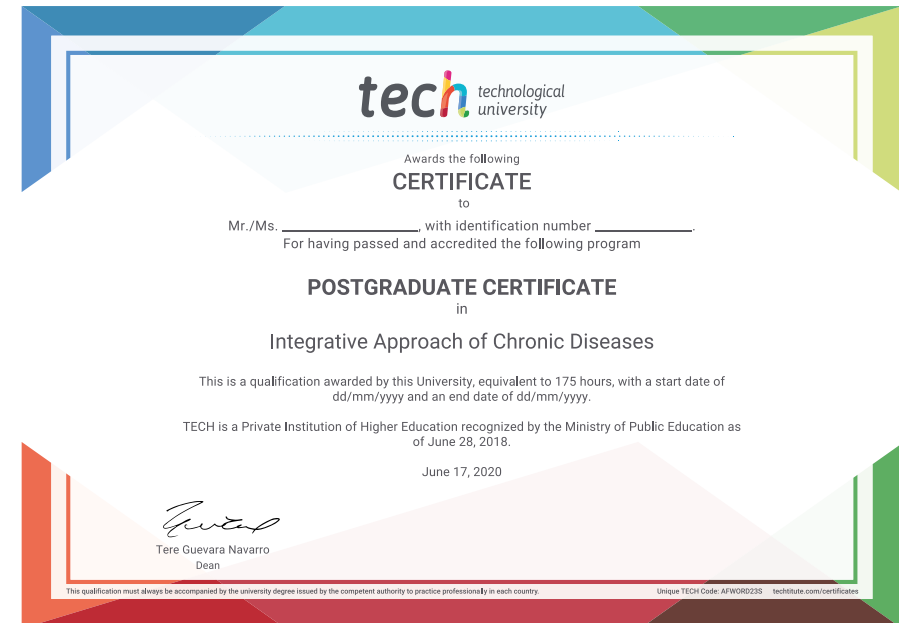 tech technological
university
Awards the following
CERTIFICATE
to
Mr./Ms. ____________________, with identification number ______________.
For having passed and accredited the following program
POSTGRADUATE CERTIFICATE
in
Integrative Approach of Chronic Diseases
This is a qualification awarded by this University, equivalent to 175 hours, with a start date of
dd/mm/yyyy and an end date of dd/mm/yyyy.
TECH is a Private Institution of Higher Education recognized by the Ministry of Public Education as
of June 28, 2018.
June 17, 2020
Tere Guevara Navarro
Dean
This qualification must always be accompanied by the university degree issued by the competent authority to practice professionally in each country.
Unique TECH Code: AFWORD23S techtitute.com/certificates